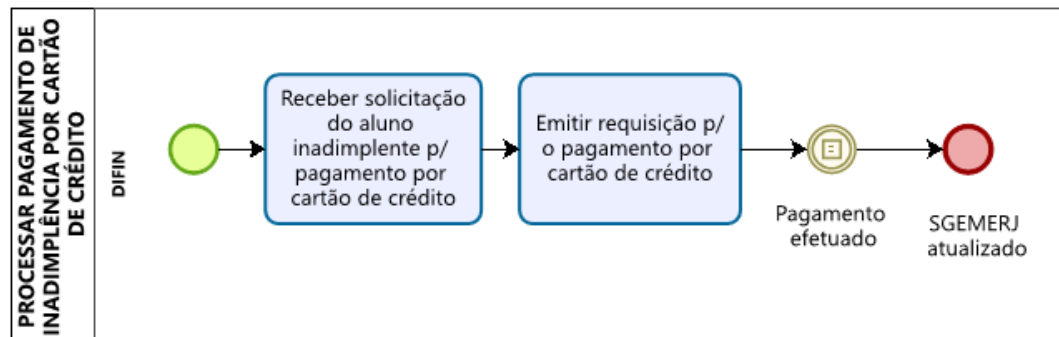 PROCESSAR PAGAMENTO DE
INADIMPLÊNCIA POR CARTÃO
DE CRÉDITO
DIFIN
Receber solicitação
do aluno
inadimplente p/
pagamento por
cartão de crédito
Emitir requisição p/
o pagamento por
cartão de crédito
Pagamento
efetuado
SGEMERJ
atualizado